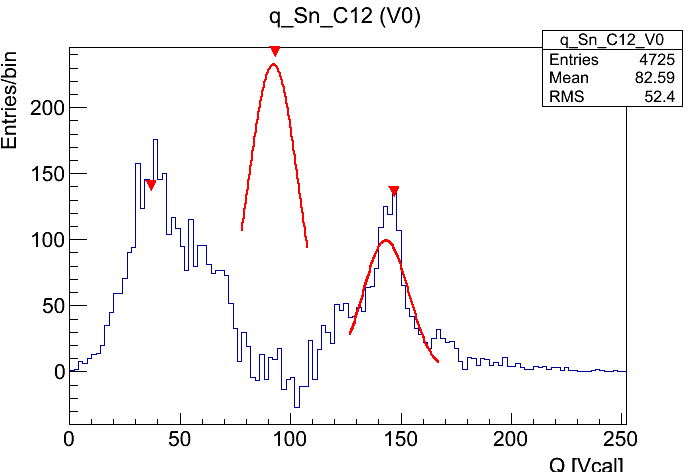 q_Sn_C12 (V0)
q_Sn_C12_V0
Entries 4725
Mean 82.59
RMS 52.4
Entries/bin
200
150
100
50
0
0 50 100 150 200 250
Q [Vcal]